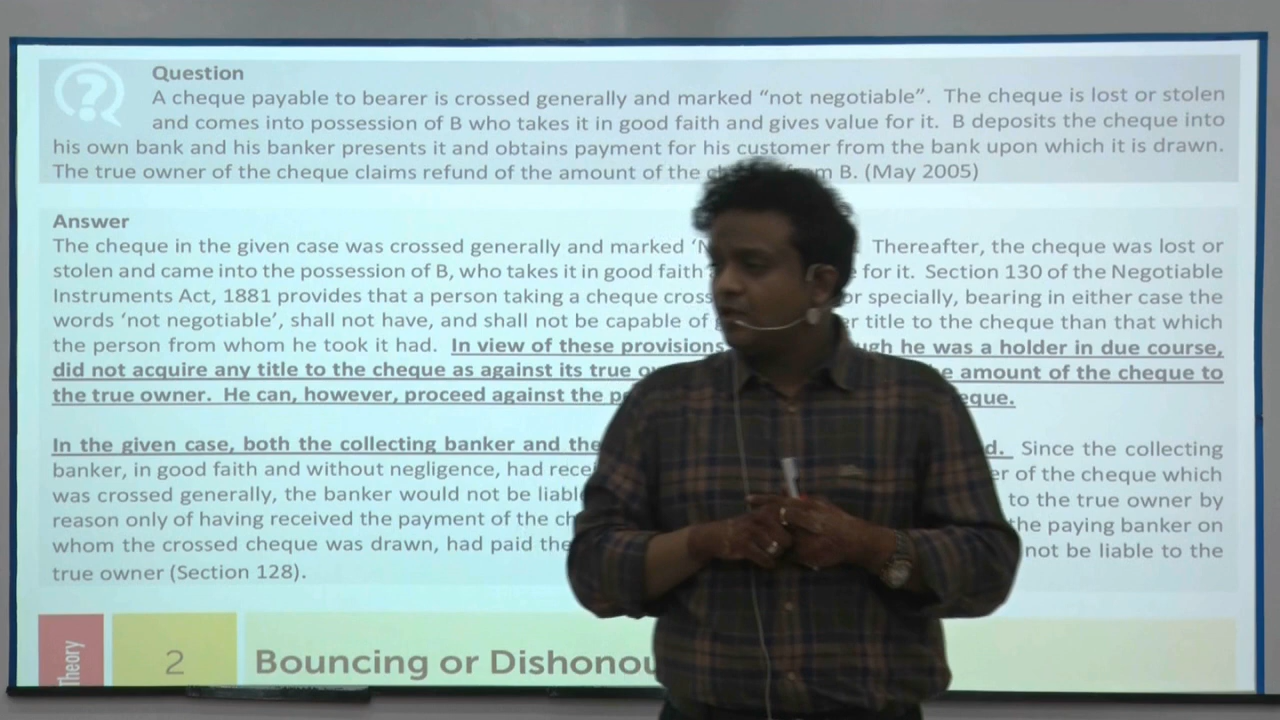 Question
A cheque payable to bearer is crossed generally and marked “not negotiable”. The cheque is lost or stolen
and comes into possession of B who takes it in good faith and gives value for it. B deposits the cheque into
his own bank and his banker presents it and obtains payment for his customer from the bank upon which it is drawn.
The true owner of the cheque claims refund of the amount of the B. (May 2005)
Answer
The cheque in the given case was crossed generally and marked Thereafter, the cheque was lost or
stolen and came into the possession of B, who takes it in good faith for it. Section 130 of the Negotiable
Instruments Act, 1881 provides that a person taking a cheque or specially, bearing in either case the
words ‘not negotiable’, shall not have, and shall not be capable of title to the cheque than that which
the person from whom he took it had. In view of these provisions he was a holder in due course,
did not acquire any title to the cheque as against its true amount of the cheque to
the true owner. He can, however, proceed against the
In the given case, both the collecting banker and Since the collecting
banker, in good faith and without negligence, had of the cheque which
was crossed generally, the banker would not be to the true owner by
reason only of having received the payment of the the paying banker on
whom the crossed cheque was drawn, had paid not be liable to the
true owner (Section 128).
Theory
2
Bouncing or